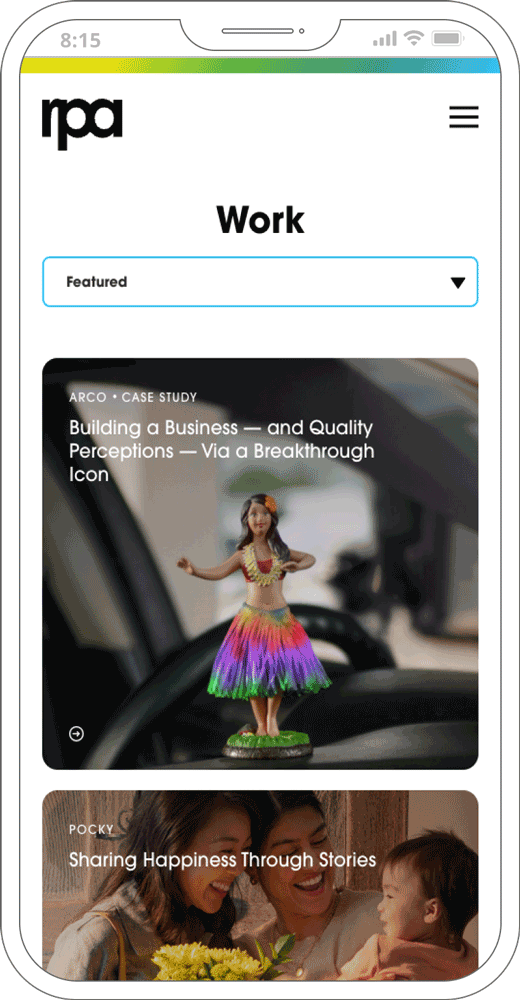 8:15
rpa
Work
Featured
ARCO • CASE STUDY
Building a Business — and Quality
Perceptions — Via a Breakthrough
Icon
POCKY
Sharing Happiness Through Stories